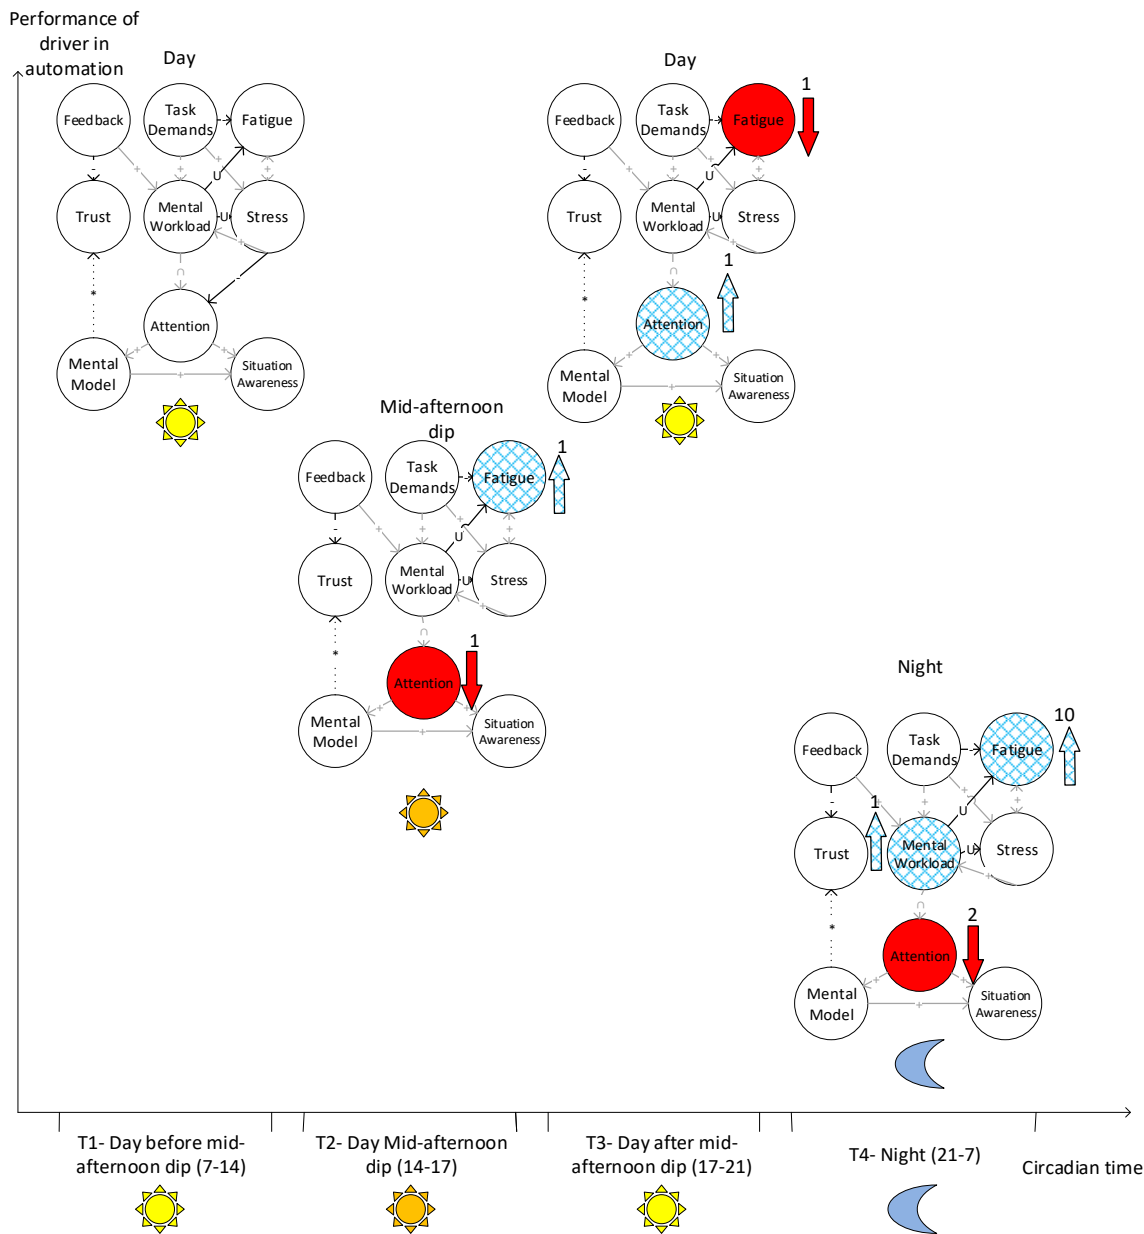 Performance of
driver in
automation
Day
Feedback
Task
Demands
Fatigue
-
-
+
+
+
+
U
Trust
Mental
Workload
U
Stress
+
∩
-
*
Attention
+
+
Mental
Model
+
Situation
Awareness
Day
1
Feedback
Task
Demands
Fatigue
-
-
+
+
+
+
U
Trust
Mental
Workload
U
Stress
+
1
∩
*
Attention
+
+
Mental
Model
+
Situation
Awareness
Mid-afternoon
dip
1
Feedback
Task
Demands
Fatigue
-
-
+
+
+
+
U
Trust
Mental
Workload
U
Stress
+
∩
1
*
Attention
+
+
Mental
Model
+
Situation
Awareness
Night
10
Feedback
Task
Demands
Fatigue
-
-
+
+
+
+
1
U
Trust
Mental
Workload
U
Stress
+
∩
2
*
Attention
+
+
Mental
Model
+
Situation
Awareness
T1- Day before mid-
afternoon dip (7-14)
T2- Day Mid-afternoon
dip (14-17)
T3- Day after mid-
afternoon dip (17-21)
T4- Night (21-7)
Circadian time